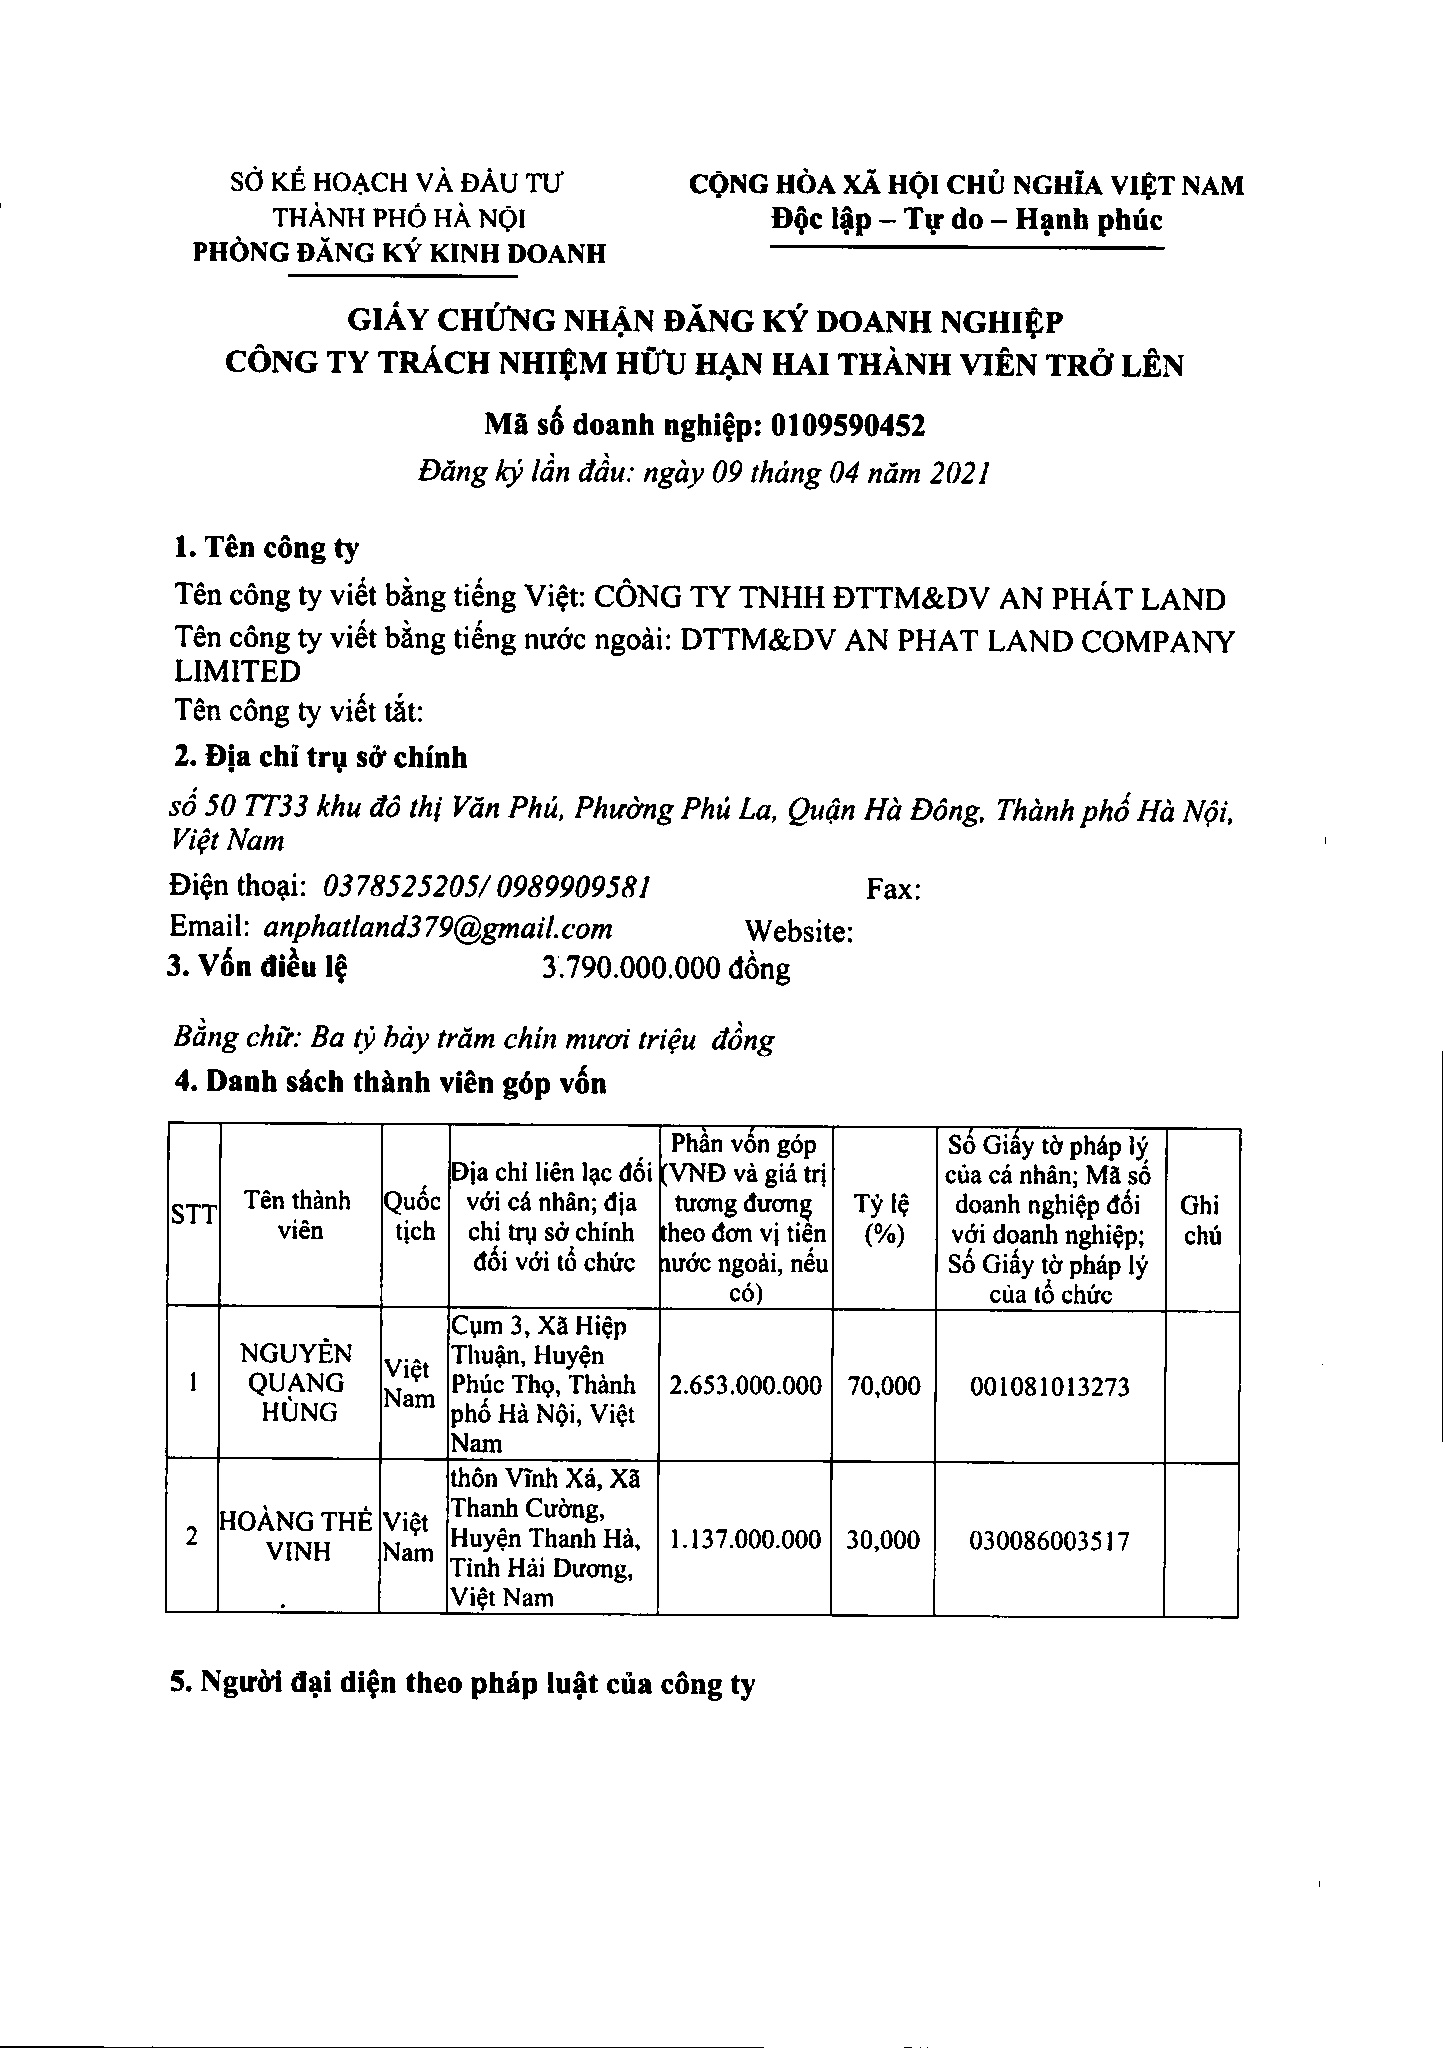 SỞ KẾ HOẠCH VÀ ĐẦU TƯ
THÀNH PHỐ HÀ NỘI
PHÒNG ĐĂNG KÝ KINH DOANH
CỘNG HÒA XÃ HỘI CHỦ NGHĨA VIỆT NAM
Độc lập – Tự do – Hạnh phúc
GIẤY CHỨNG NHẬN ĐĂNG KÝ DOANH NGHIỆP
CÔNG TY TRÁCH NHIỆM HỮU HẠN HAI THÀNH VIÊN TRỞ LÊN
Mã số doanh nghiệp: 0109590452
Đăng ký lần đầu: ngày 09 tháng 04 năm 2021
1. Tên công ty
Tên công ty viết bằng tiếng Việt: CÔNG TY TNHH ĐTTM&DV AN PHÁT LAND
Tên công ty viết bằng tiếng nước ngoài: DTTM&DV AN PHAT LAND COMPANY
LIMITED
Tên công ty viết tắt:
2. Địa chỉ trụ sở chính
số 50 TT33 khu đô thị Văn Phú, Phường Phú La, Quận Hà Đông, Thành phố Hà Nội,
Việt Nam
Điện thoại: 0378525205/ 0989909581 Fax:
Email: anphatland379@gmail.com Website:
3. Vốn điều lệ 3.790.000.000 đồng
Bằng chữ: Ba tỷ bảy trăm chín mươi triệu đồng
4. Danh sách thành viên góp vốn
STT
Tên thành
viên
Quốc
tịch
Địa chỉ liên lạc đối
với cá nhân; địa
chỉ trụ sở chính
đối với tổ chức
Phần vốn góp
(VNĐ và giá trị
tương đương
theo đơn vị tiền
nước ngoài, nếu
có)
Tỷ lệ
(%)
Số Giấy tờ pháp lý
của cá nhân; Mã số
doanh nghiệp đối
với doanh nghiệp;
Số Giấy tờ pháp lý
của tổ chức
Ghi
chú
1
NGUYỄN
QUANG
HÙNG
Việt
Nam
Cụm 3, Xã Hiệp
Thuận, Huyện
Phúc Thọ, Thành
phố Hà Nội, Việt
Nam
2.653.000.000
70,000
001081013273
2
HOÀNG THẾ
VINH
Việt
Nam
thôn Vĩnh Xá, Xã
Thanh Cường,
Huyện Thanh Hà,
Tỉnh Hải Dương,
Việt Nam
1.137.000.000
30,000
030086003517
5. Người đại diện theo pháp luật của công ty